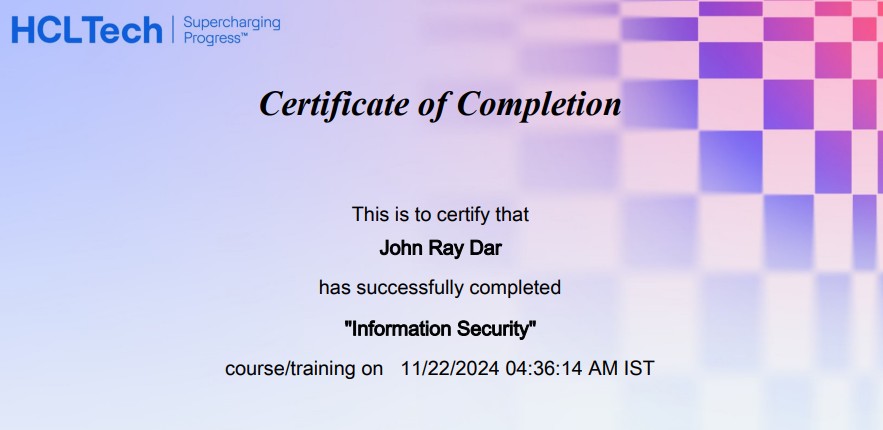 HCLTech | Supercharging
Progress™
Certificate of Completion
This is to certify that
John Ray Dar
has successfully completed
"Information Security"
course/training on 11/22/2024 04:36:14 AM IST